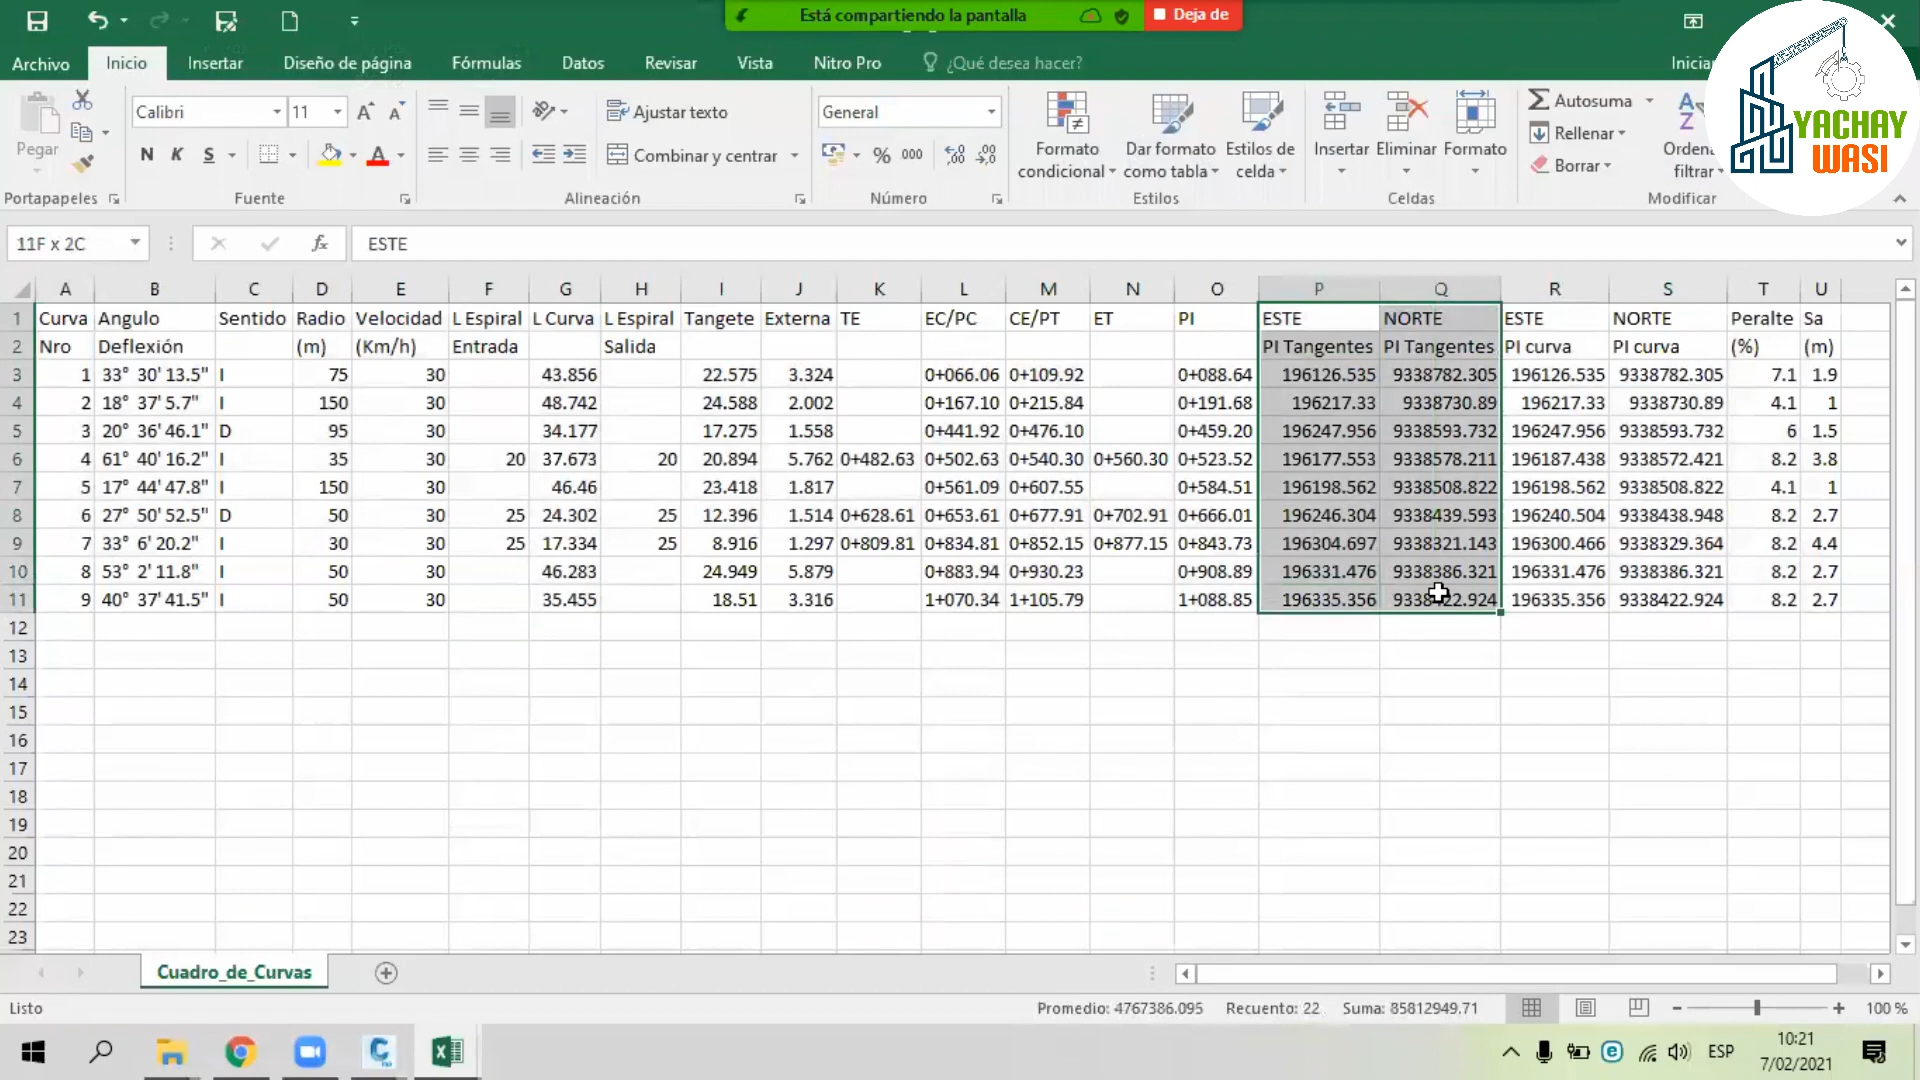 Está compartiendo la pantalla Deja de
Archivo Inicio Insertar Diseño de página Fórmulas Datos Revisar Vista Nitro Pro ¿Qué desea hacer? Iniciar
Pegar Calibri 11 Ajustar texto General Autosuma
N K S Combinar y centrar % 000 Formato condicional Dar formato como tabla Estilos de celda Insertar Eliminar Formato Rellenar
Borrar filtrar
Portapapeles Fuente Alineación Número Estilos Celdas Modificar
YACHAY
WASI
11F x 2C fx ESTE
A B C D E F G H I J K L M N O P Q R S T U
1 Curva Angulo Sentido Radio Velocidad L Espiral L Curva L Espiral Tangete Externa TE EC/PC CE/PT ET PI ESTE NORTE ESTE NORTE Peralte Sa
2 Nro Deflexión (m) (Km/h) Entrada Salida PI Tangentes PI Tangentes PI curva PI curva (%) (m)
3 1 33° 30' 13.5" I 75 30 43.856 22.575 3.324 0+066.06 0+109.92 0+088.64 196126.535 9338782.305 196126.535 9338782.305 7.1 1.9
4 2 18° 37' 5.7" I 150 30 48.742 24.588 2.002 0+167.10 0+215.84 0+191.68 196217.33 9338730.89 196217.33 9338730.89 4.1 1
5 3 20° 36' 46.1" D 95 30 34.177 17.275 1.558 0+441.92 0+476.10 0+459.20 196247.956 9338593.732 196247.956 9338593.732 6 1.5
6 4 61° 40' 16.2" I 35 30 20 37.673 20 20.894 5.762 0+482.63 0+502.63 0+540.30 0+560.30 0+523.52 196177.553 9338578.211 196187.438 9338572.421 8.2 3.8
7 5 17° 44' 47.8" I 150 30 46.46 23.418 1.817 0+561.09 0+607.55 0+584.51 196198.562 9338508.822 196198.562 9338508.822 4.1 1
8 6 27° 50' 52.5" D 50 30 25 24.302 25 12.396 1.514 0+628.61 0+653.61 0+677.91 0+702.91 0+666.01 196246.304 9338439.593 196240.504 9338438.948 8.2 2.7
9 7 33° 6' 20.2" I 30 30 25 17.334 25 8.916 1.297 0+809.81 0+834.81 0+852.15 0+877.15 0+843.73 196304.697 9338321.143 196300.466 9338329.364 8.2 4.4
10 8 53° 2' 11.8" I 50 30 46.283 24.949 5.879 0+883.94 0+930.23 0+908.89 196331.476 9338386.321 196331.476 9338386.321 8.2 2.7
11 9 40° 37' 41.5" I 50 30 35.455 18.51 3.316 1+070.34 1+105.79 1+088.85 196335.356 9338422.924 196335.356 9338422.924 8.2 2.7
12
13
14
15
16
17
18
19
20
21
22
23
Cuadro_de_Curvas
Listo Promedio: 4767386.095 Recuento: 22 Suma: 85812949.71 100 %
ESP 10:21
7/02/2021